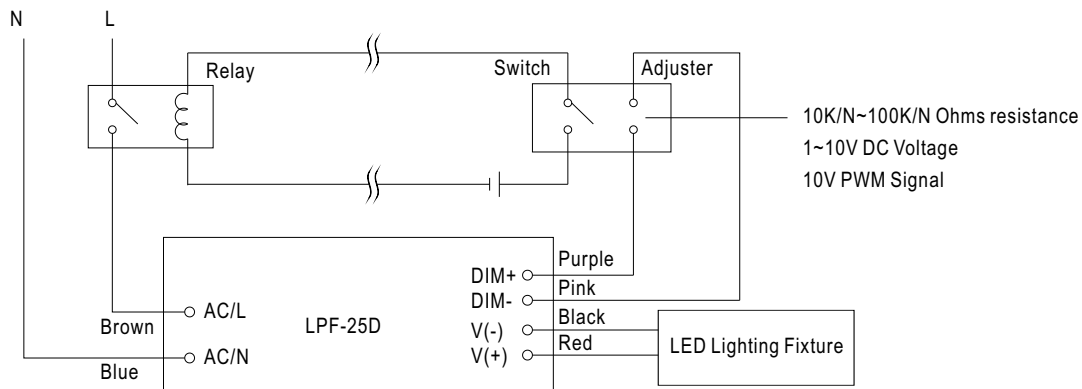 N
L
Relay
Switch
Adjuster
10K/N~100K/N Ohms resistance
1~10V DC Voltage
10V PWM Signal
Purple
DIM+
Pink
DIM-
Black
V(-)
Red
V(+)
AC/L
Brown
LPF-25D
LED Lighting Fixture
AC/N
Blue